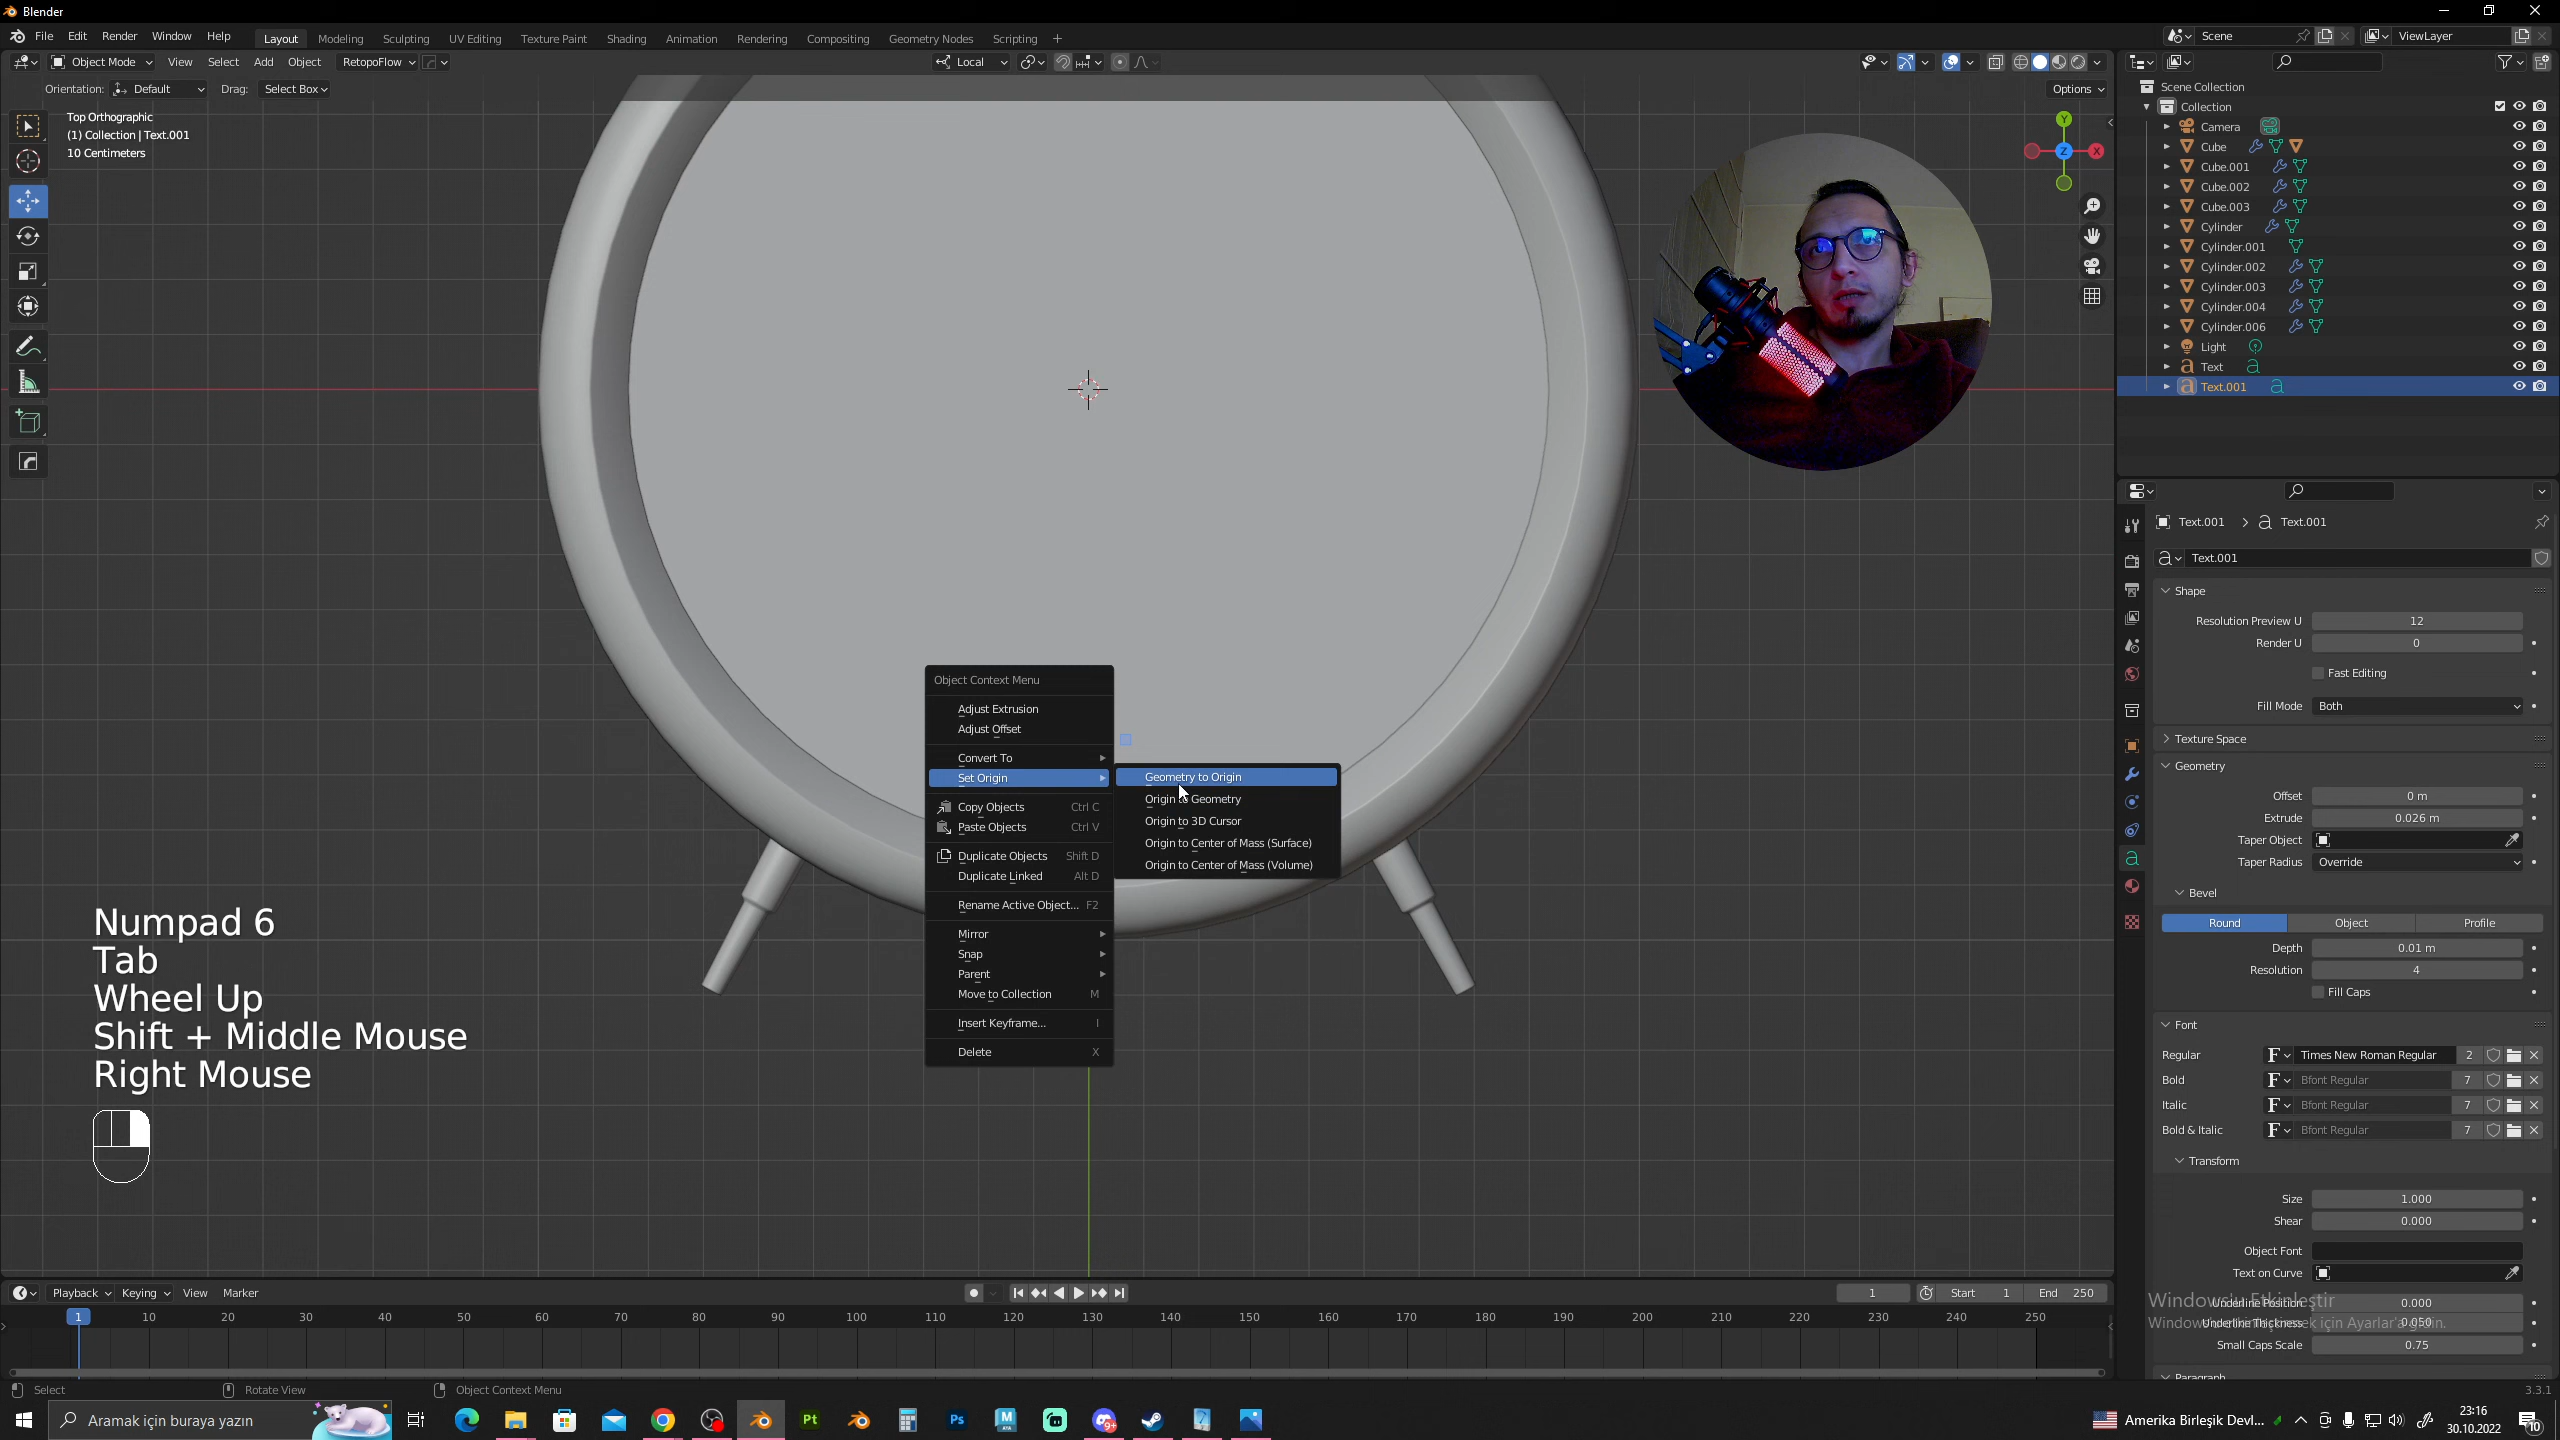 Blender
File Edit Render Window Help
Layout Modeling Sculpting UV Editing Texture Paint Shading Animation Rendering Compositing Geometry Nodes Scripting +
Scene
ViewLayer
Object Mode View Select Add Object RetopoFlow
Local
Orientation: Default Drag: Select Box
Options
Top Orthographic
(1) Collection | Text.001
10 Centimeters
Y
X
Z
Scene Collection
Collection
Camera
Cube
Cube.001
Cube.002
Cube.003
Cylinder
Cylinder.001
Cylinder.002
Cylinder.003
Cylinder.004
Cylinder.006
Light
Text
Text.001
Text.001 > Text.001
Text.001
Shape
Resolution Preview U 12
Render U 0
Fast Editing
Fill Mode Both
Texture Space
Geometry
Offset 0 m
Extrude 0.026 m
Taper Object
Taper Radius Override
Bevel
Round Object Profile
Depth 0.01 m
Resolution 4
Fill Caps
Font
Regular Times New Roman Regular 2
Bold Bfont Regular 7
Italic Bfont Regular 7
Bold & Italic Bfont Regular 7
Transform
Size 1.000
Shear 0.000
Object Font
Text on Curve
Underline Position 0.000
Underline Thickness 0.050
Small Caps Scale 0.75
Paragraph
Object Context Menu
Adjust Extrusion
Adjust Offset
Convert To
Set Origin
Copy Objects Ctrl C
Paste Objects Ctrl V
Duplicate Objects Shift D
Duplicate Linked Alt D
Rename Active Object... F2
Mirror
Snap
Parent
Move to Collection M
Insert Keyframe... I
Delete X
Geometry to Origin
Origin to Geometry
Origin to 3D Cursor
Origin to Center of Mass (Surface)
Origin to Center of Mass (Volume)
Numpad 6
Tab
Wheel Up
Shift + Middle Mouse
Right Mouse
Playback Keying View Marker
1 Start 1 End 250
1 10 20 30 40 50 60 70 80 90 100 110 120 130 140 150 160 170 180 190 200 210 220 230 240 250
Select Rotate View Object Context Menu
3.3.1
Aramak için buraya yazın
Pt
Ps
9+
Amerika Birleşik Devl...
23:16
30.10.2022
10